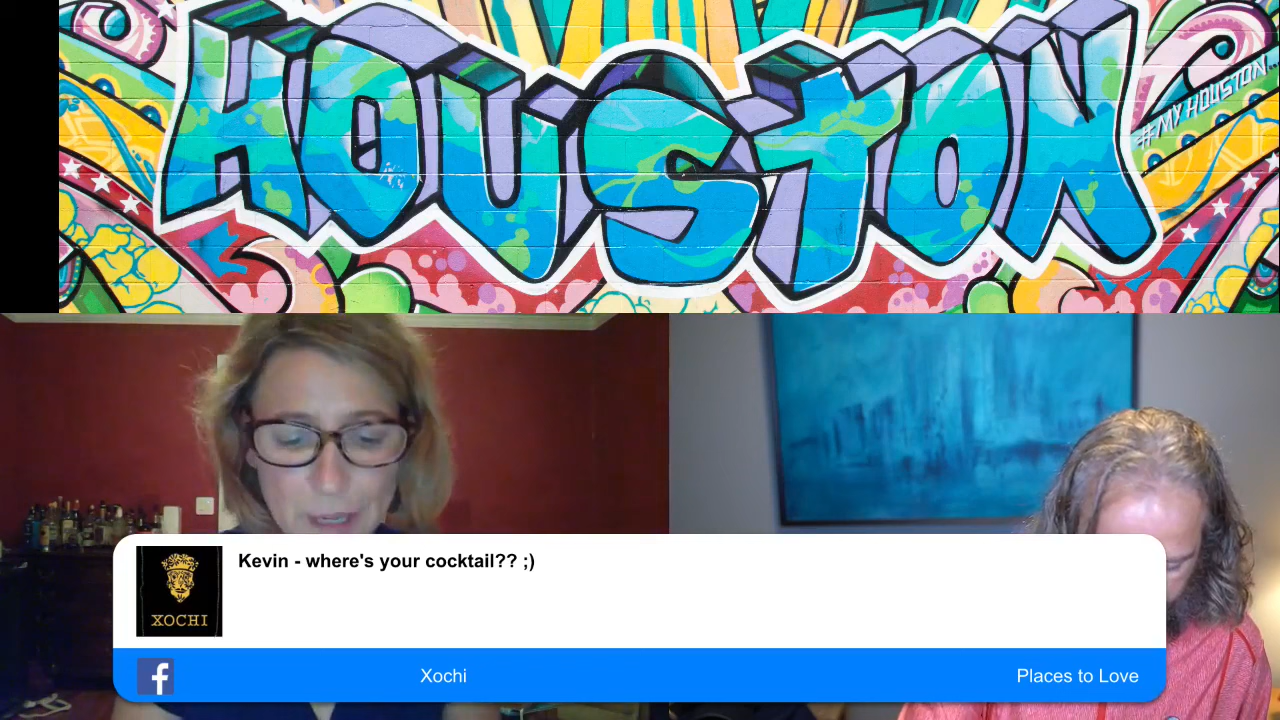 HOUSTON
#MYHOUSTON
Kevin - where's your cocktail?? ;)
XOCHI
f
Xochi
Places to Love